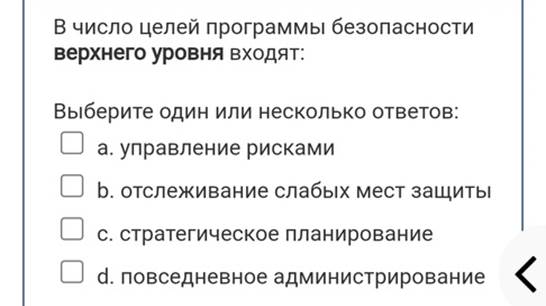 В число целей программы безопасности
верхнего уровня входят:
Выберите один или несколько ответов:
a. управление рисками
b. отслеживание слабых мест защиты
c. стратегическое планирование
d. повседневное администрирование